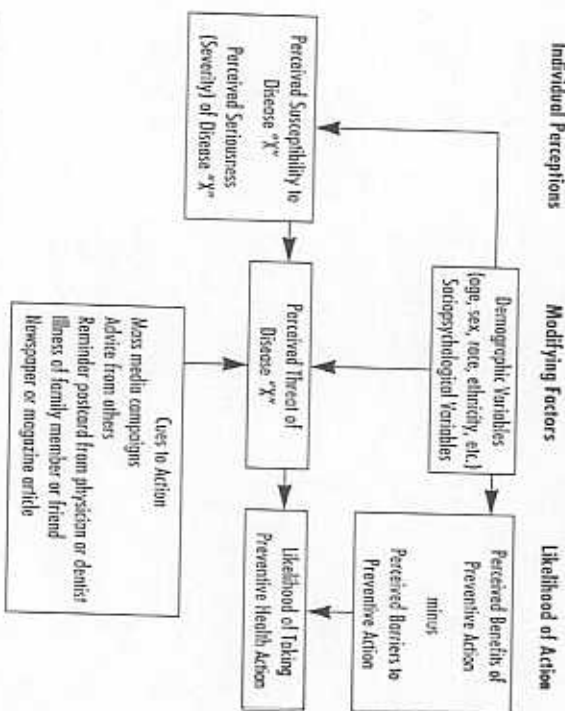 Individual Perceptions
Modifying Factors
Likelihood of Action
Demographic Variables
(age, sex, race, ethnicity, etc.)
Sociopsychological Variables
Perceived Benefits of
Preventive Action
minus
Perceived Barriers to
Preventive Action
Perceived Susceptibility to
Disease "X"
Perceived Seriousness
(Severity) of Disease "X"
Perceived Threat of
Disease "X"
Likelihood of Taking
Preventive Health Action
Cues to Action
Mass media campaigns
Advice from others
Reminder postcard from physician or dentist
Illness of family member or friend
Newspaper or magazine article